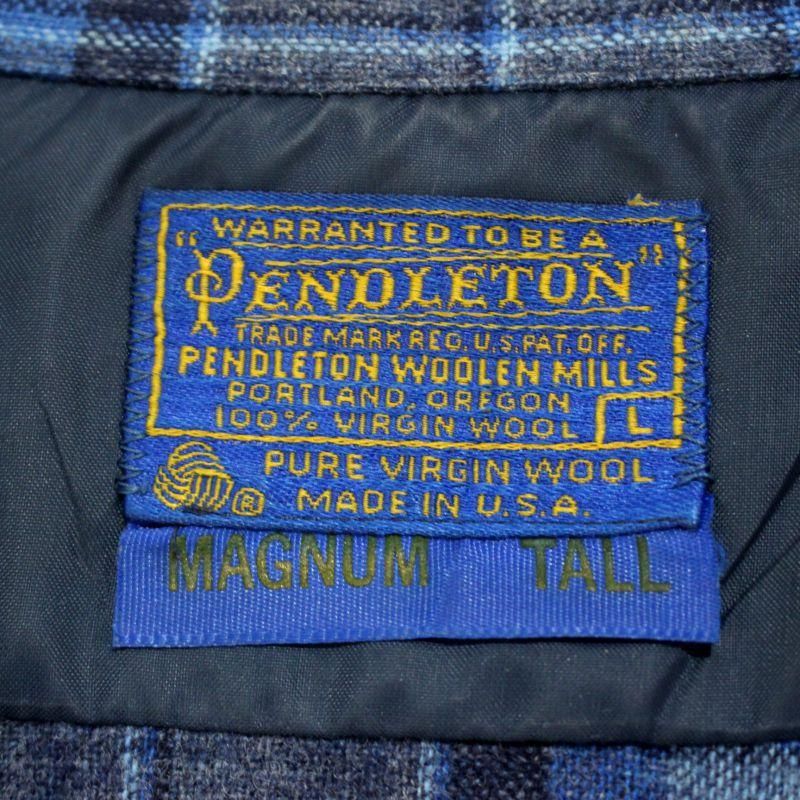 WARRANTED TO BE A
"PENDLETON"
TRADE MARK REG. U.S. PAT. OFF.
PENDLETON WOOLEN MILLS
PORTLAND, OREGON
100% VIRGIN WOOL L
PURE VIRGIN WOOL
® MADE IN U.S.A.
MAGNUM TALL